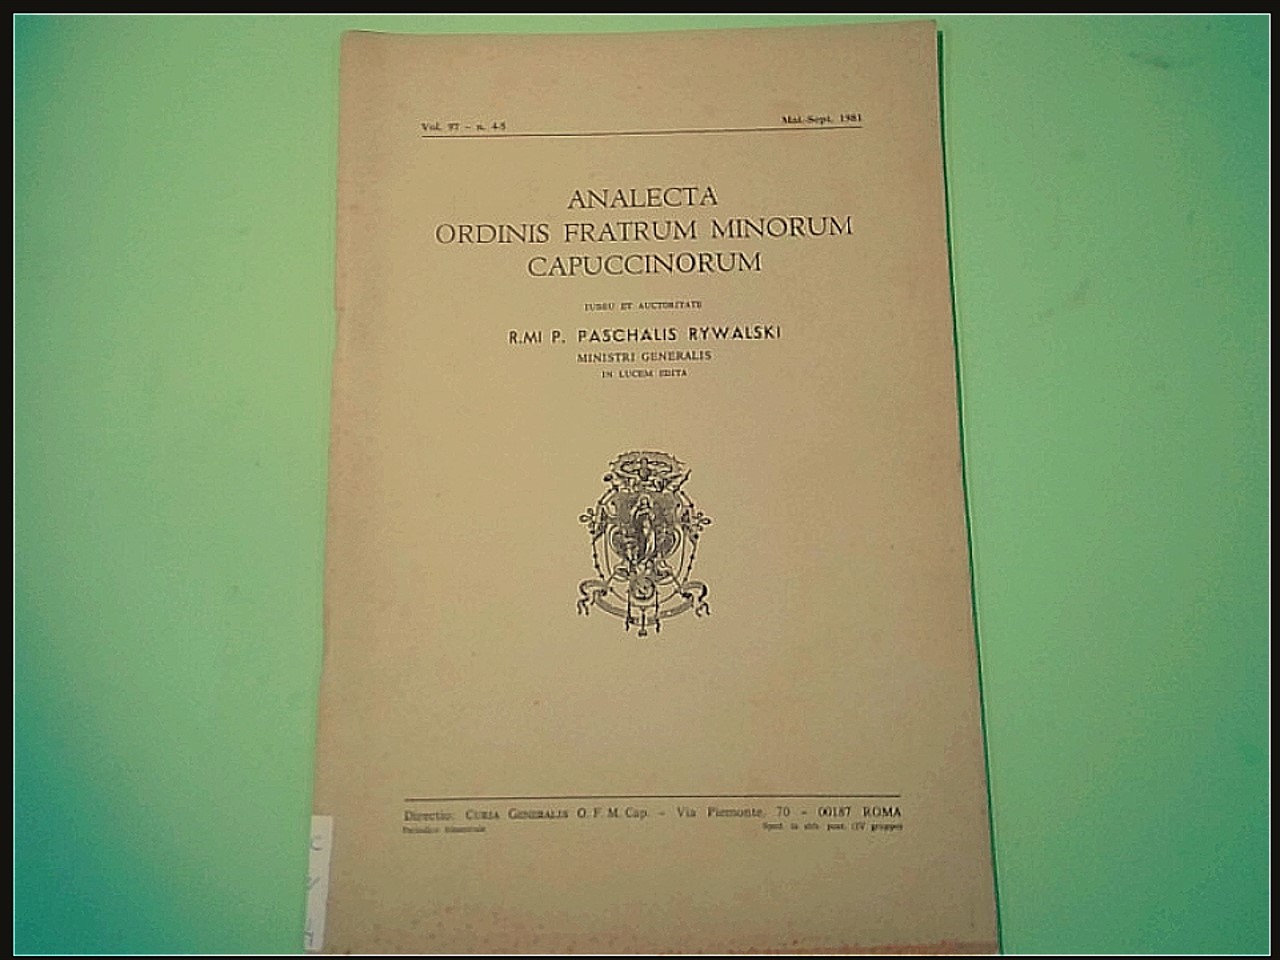 Vol. 97 - n. 4-5
Mai.-Sept. 1981
ANALECTA
ORDINIS FRATRUM MINORUM
CAPUCCINORUM
IUSSU ET AUCTORITATE
R.MI P. PASCHALIS RYWALSKI
MINISTRI GENERALIS
IN LUCEM EDITA
Directio: CURIA GENERALIS O. F. M. Cap. - Via Piemonte, 70 - 00187 ROMA
Periodico
Sped. in abb. post. (IV gruppo)